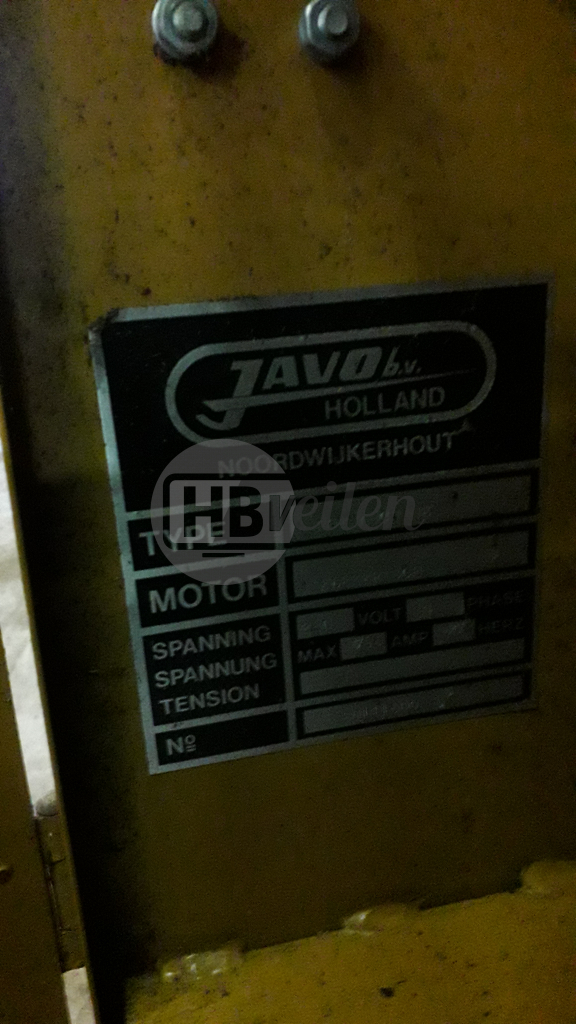 JAVO b.v.
HOLLAND
NOORDWIJKERHOUT
HBVeilen
TYPE
MOTOR
SPANNING
SPANNUNG
TENSION
VOLT PHASE
MAX AMP HERZ
Nº